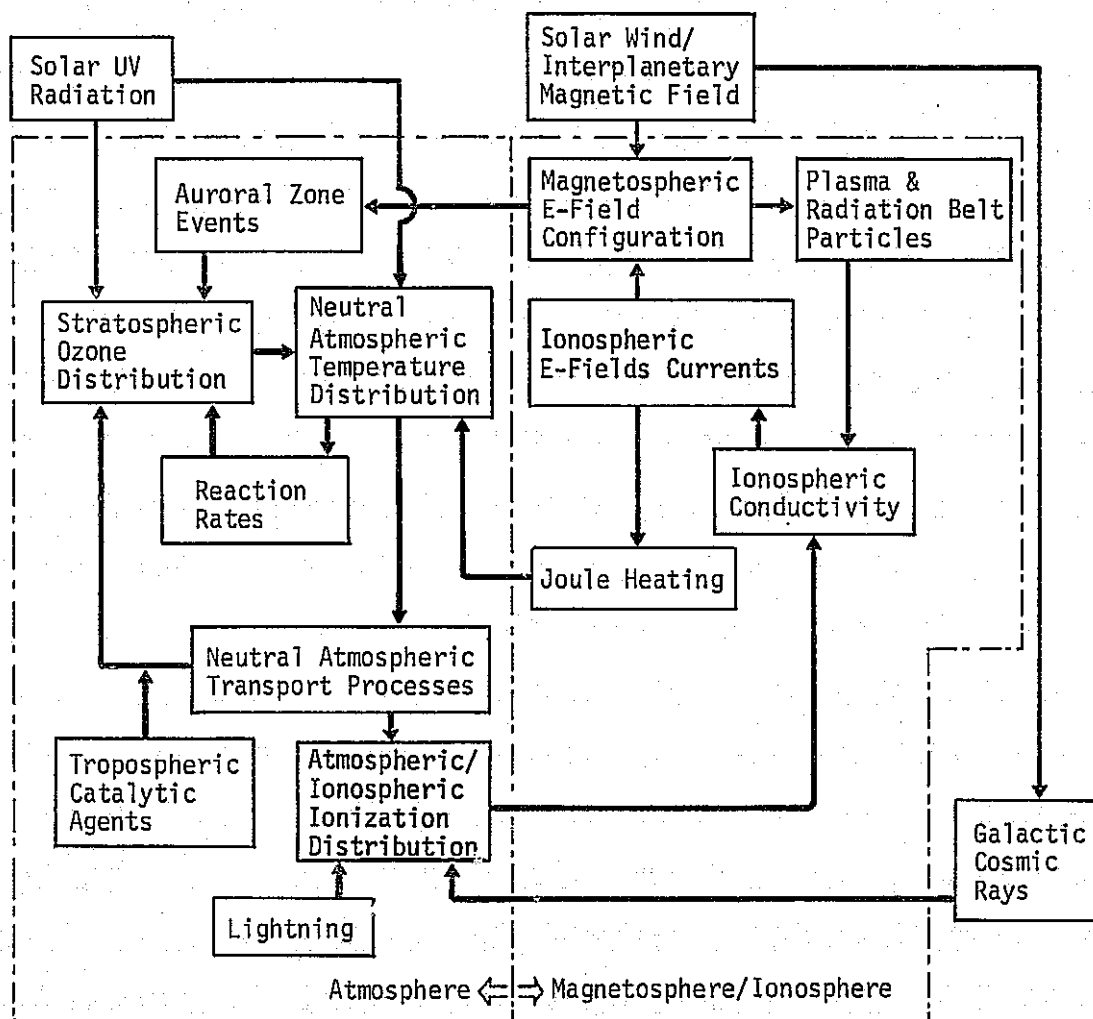 Solar UV
Radiation
Solar Wind/
Interplanetary
Magnetic Field
Auroral Zone
Events
Magnetospheric
E-Field
Configuration
Plasma &
Radiation Belt
Particles
Stratospheric
Ozone
Distribution
Neutral
Atmospheric
Temperature
Distribution
Ionospheric
E-Fields Currents
Reaction
Rates
Ionospheric
Conductivity
Joule Heating
Neutral Atmospheric
Transport Processes
Tropospheric
Catalytic
Agents
Atmospheric/
Ionospheric
Ionization
Distribution
Galactic
Cosmic
Rays
Lightning
Atmosphere ⇐⇒ Magnetosphere/Ionosphere